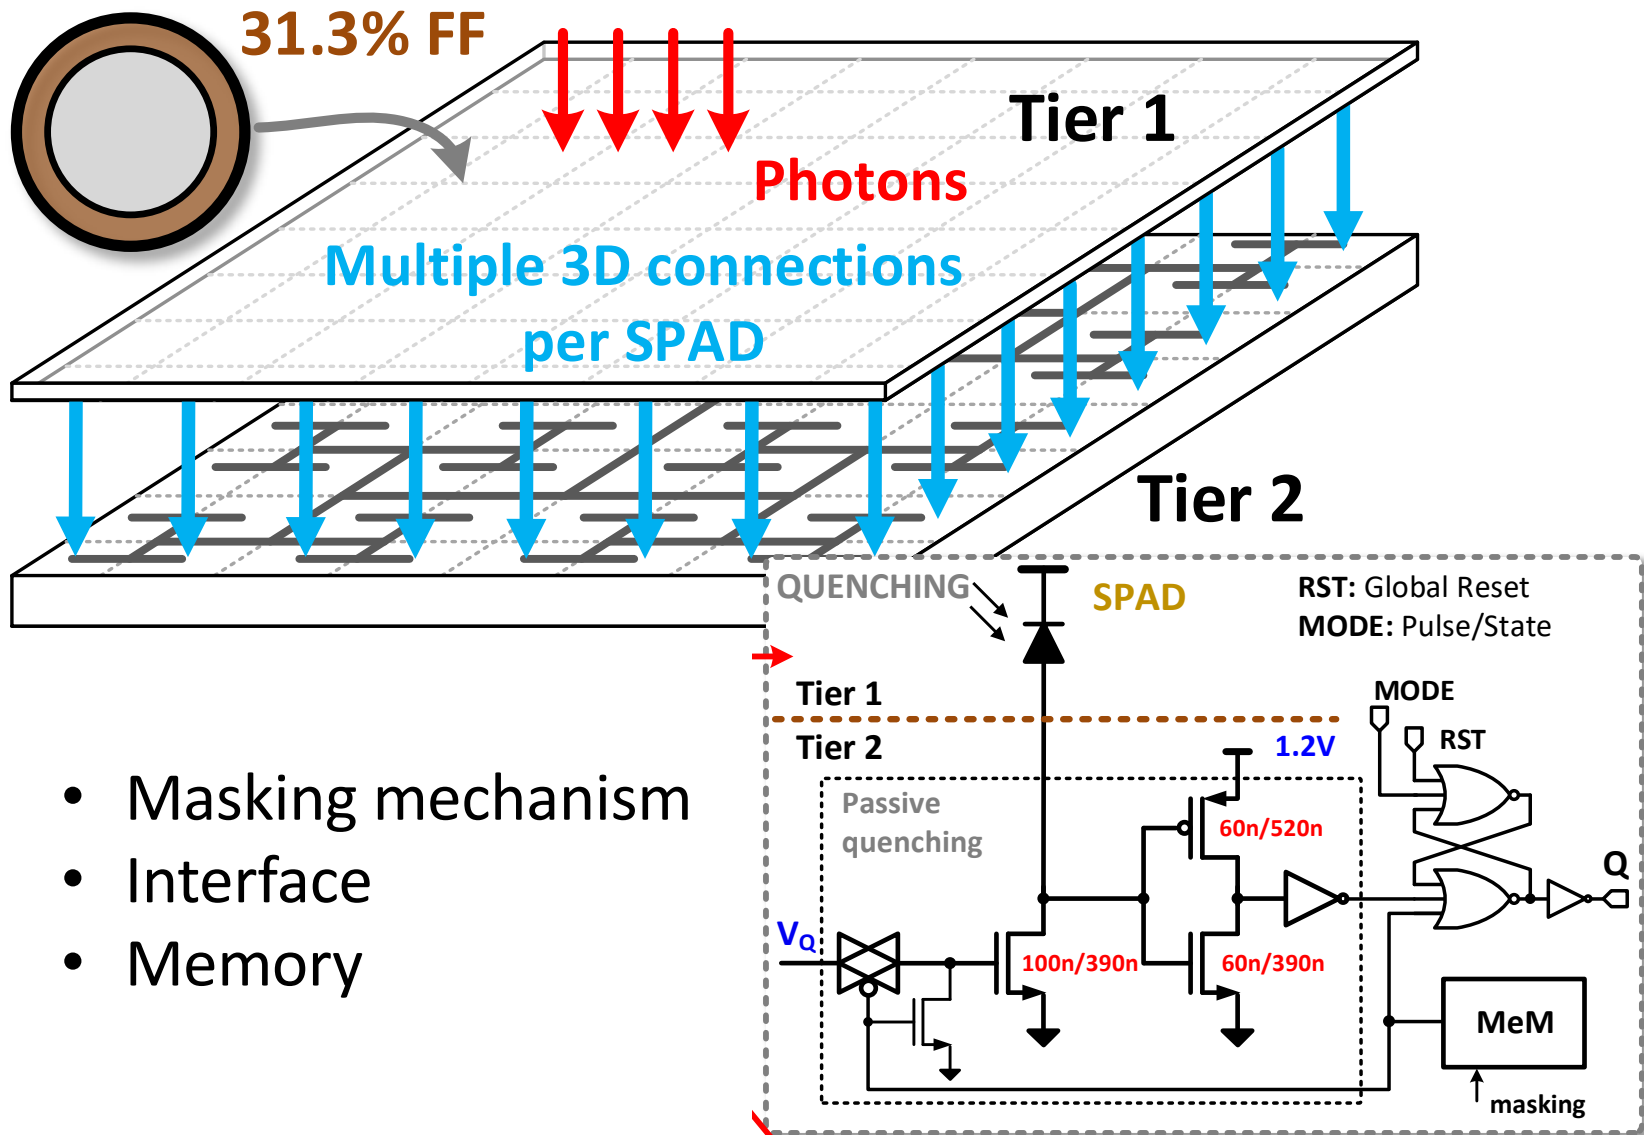 31.3% FF
Tier 1
Photons
Multiple 3D connections
per SPAD
Tier 2
QUENCHING
SPAD
RST: Global Reset
MODE: Pulse/State
Tier 1
MODE
RST
Tier 2
1.2V
Passive
quenching
60n/520n
Q
VQ
100n/390n
60n/390n
MeM
masking
• Masking mechanism
• Interface
• Memory